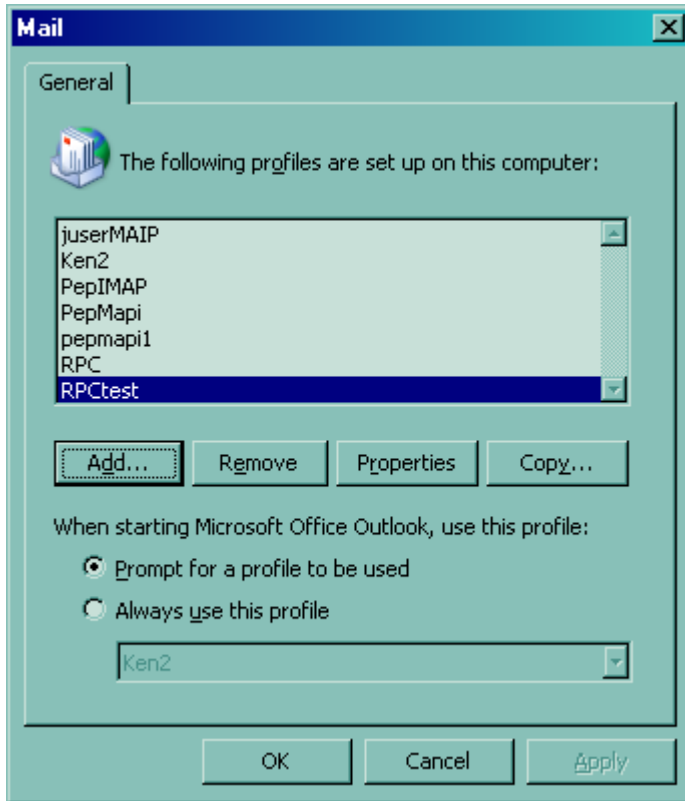 Mail
General
The following profiles are set up on this computer:
juserMAIP
Ken2
PepIMAP
PepMapi
pepmapi1
RPC
RPCtest
Add... Remove Properties Copy...
When starting Microsoft Office Outlook, use this profile:
Prompt for a profile to be used
Always use this profile
Ken2
OK Cancel Apply